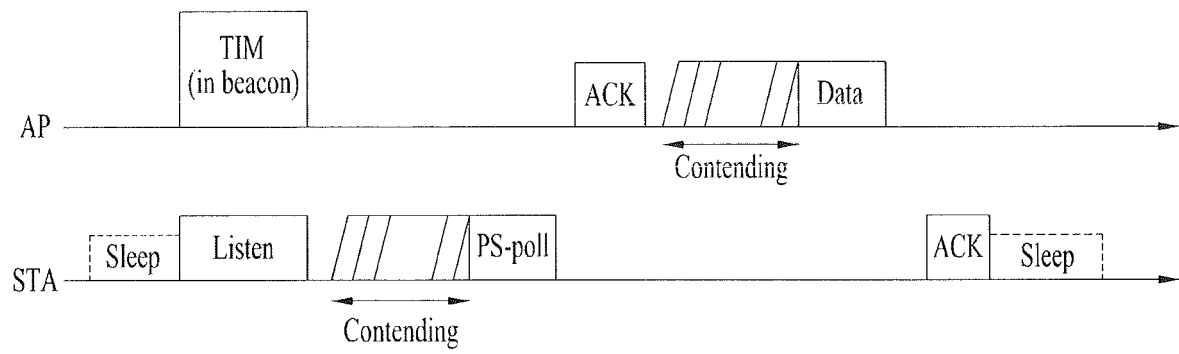 TIM
(in beacon)
ACK
Data
AP
Contending
Sleep
Listen
PS-poll
ACK
Sleep
STA
Contending